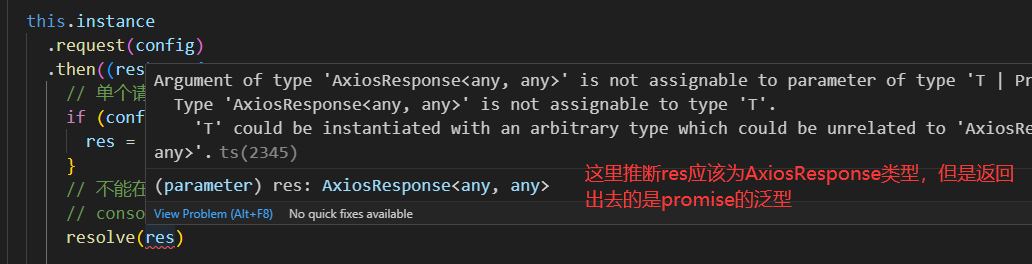 this.instance
.request(config)
.then((res
Argument of type 'AxiosResponse<any, any>' is not assignable to parameter of type 'T | Pr
// 单个请
Type 'AxiosResponse<any, any>' is not assignable to type 'T'.
if (conf
'T' could be instantiated with an arbitrary type which could be unrelated to 'AxiosRes
res =
any>'. ts(2345)
}
(parameter) res: AxiosResponse<any, any>
这里推断res应该为AxiosResponse类型，但是返回
出去的是promise的泛型
// 不能在
// conso
View Problem (Alt+F8) No quick fixes available
resolve(res)